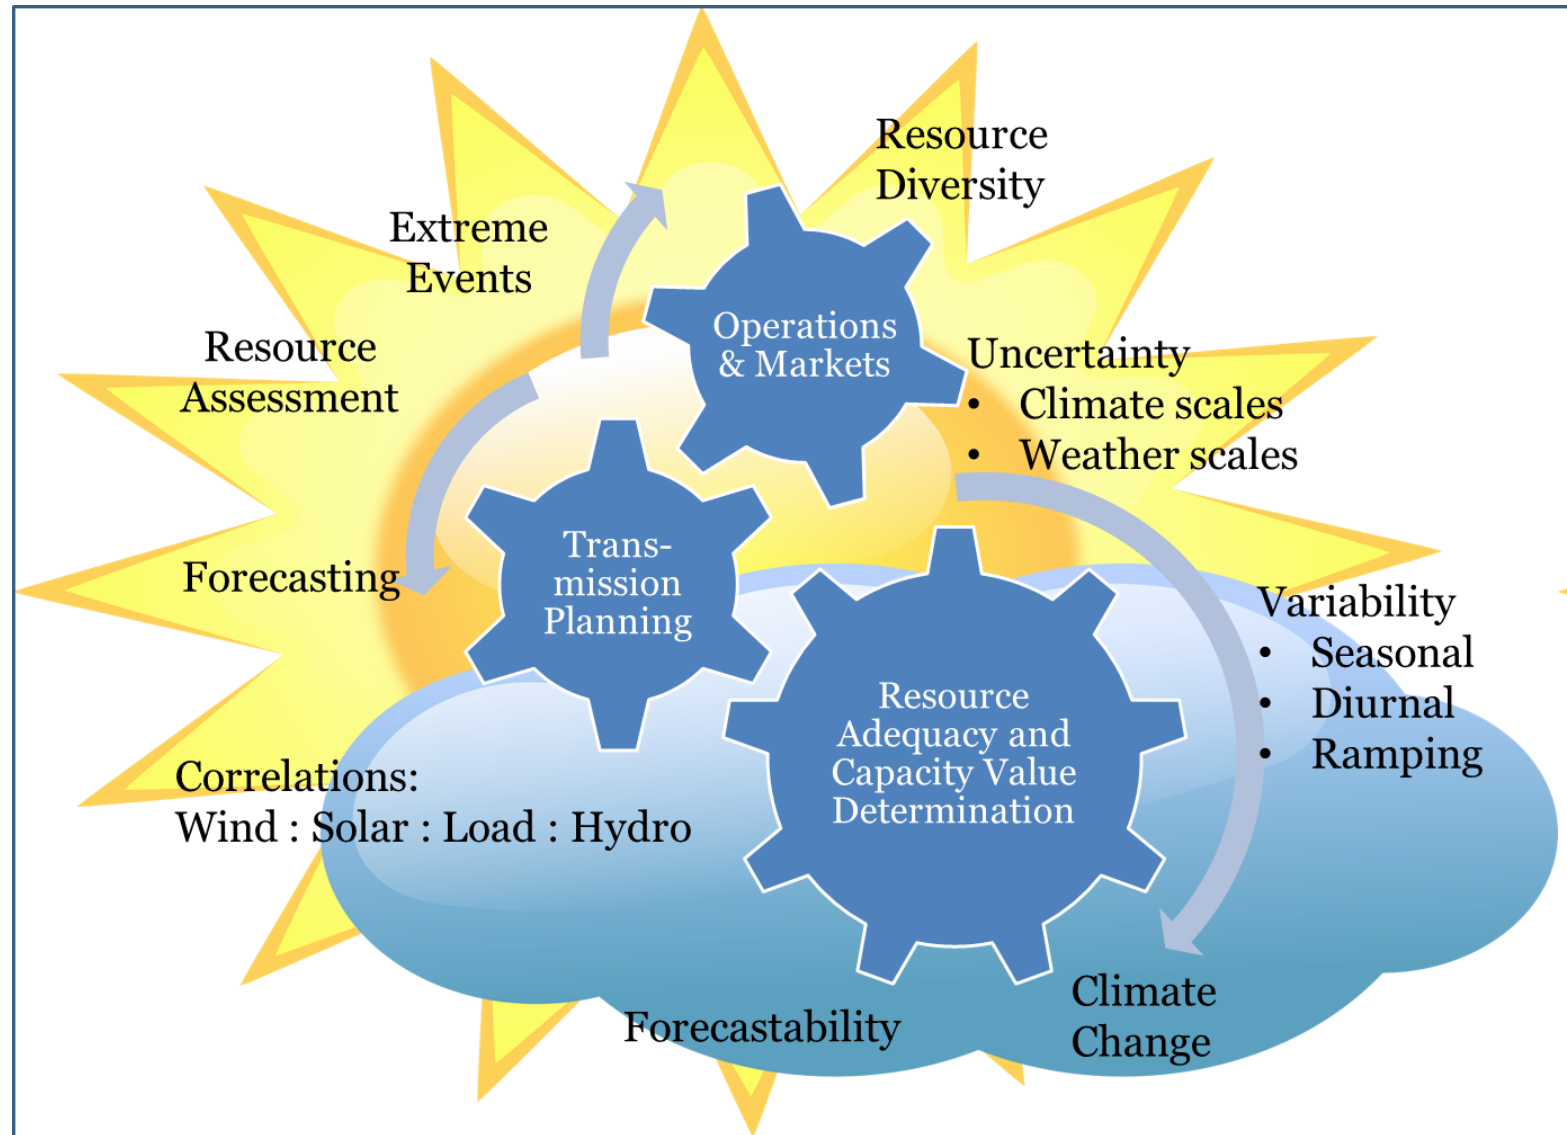 Resource
Diversity
Extreme
Events
Operations
& Markets
Resource
Assessment
Uncertainty
• Climate scales
• Weather scales
Trans-
mission
Planning
Forecasting
Variability
• Seasonal
• Diurnal
• Ramping
Resource
Adequacy and
Capacity Value
Determination
Correlations:
Wind : Solar : Load : Hydro
Climate
Change
Forecastability